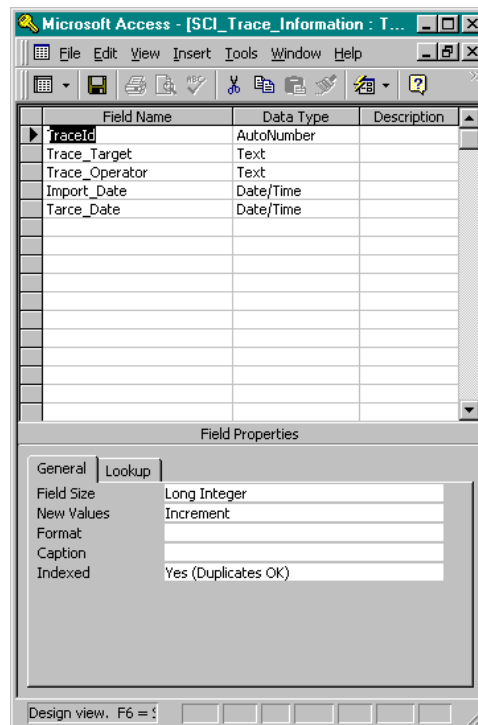 Microsoft Access - [SCI_Trace_Information : T...
File Edit View Insert Tools Window Help
Field Name Data Type Description
TraceId AutoNumber
Trace_Target Text
Trace_Operator Text
Import_Date Date/Time
Tarce_Date Date/Time
Field Properties
General Lookup
Field Size Long Integer
New Values Increment
Format
Caption
Indexed Yes (Duplicates OK)
Design view. F6 =